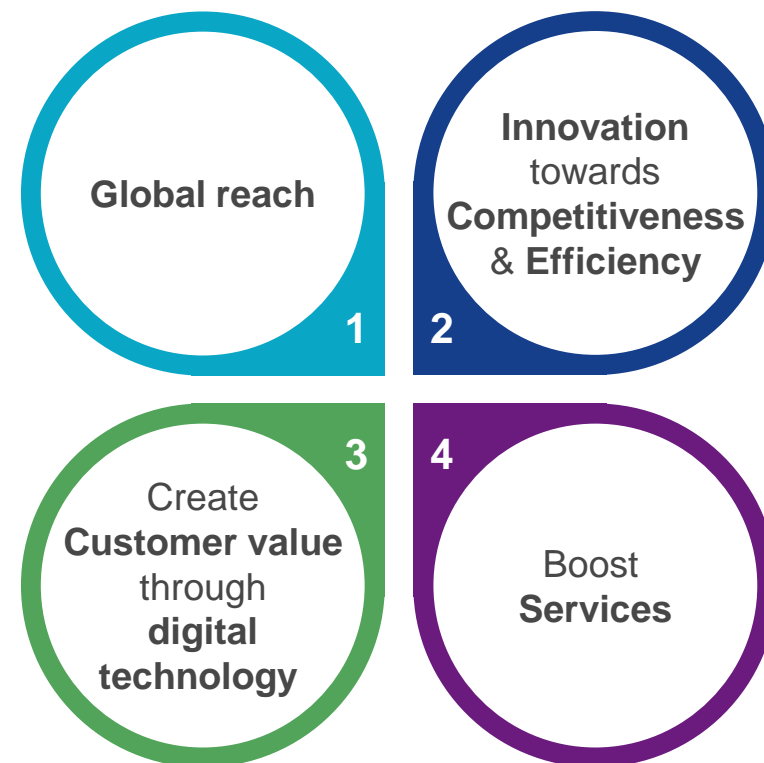 Global reach
1
Innovation
towards
Competitiveness
& Efficiency
2
3
Create
Customer value
through
digital
technology
4
Boost
Services